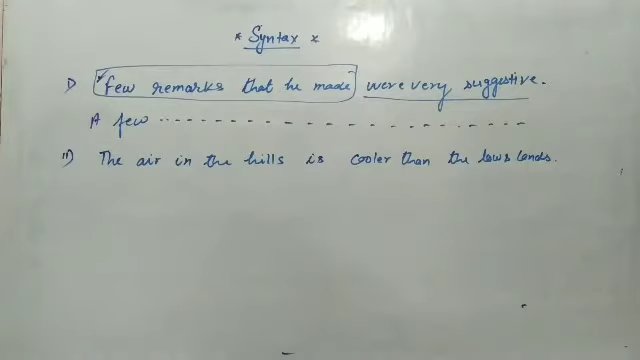 * Syntax *
I) Few remarks that he made were very suggestive.
A few -----------------------
II) The air in the hills is cooler than the lows lands.